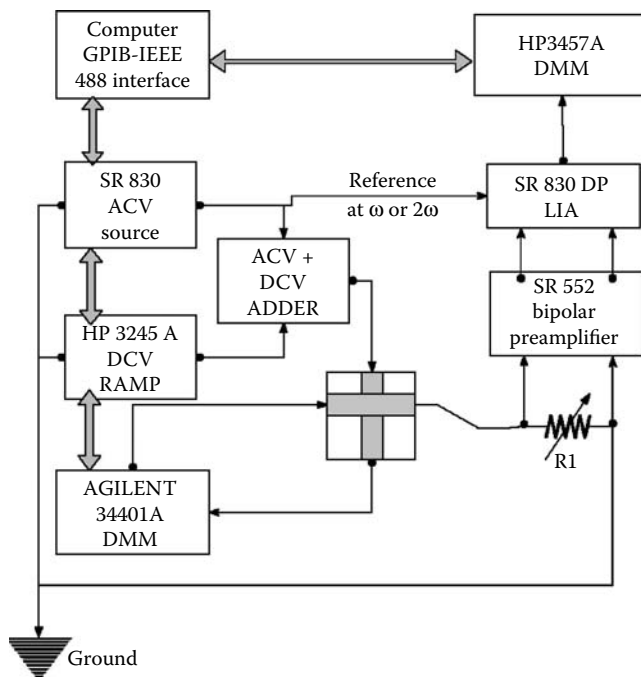 Computer
GPIB-IEEE
488 interface
HP3457A
DMM
SR 830
ACV
source
Reference
at ω or 2ω
SR 830 DP
LIA
ACV +
DCV
ADDER
SR 552
bipolar
preamplifier
HP 3245 A
DCV
RAMP
R1
AGILENT
34401A
DMM
Ground